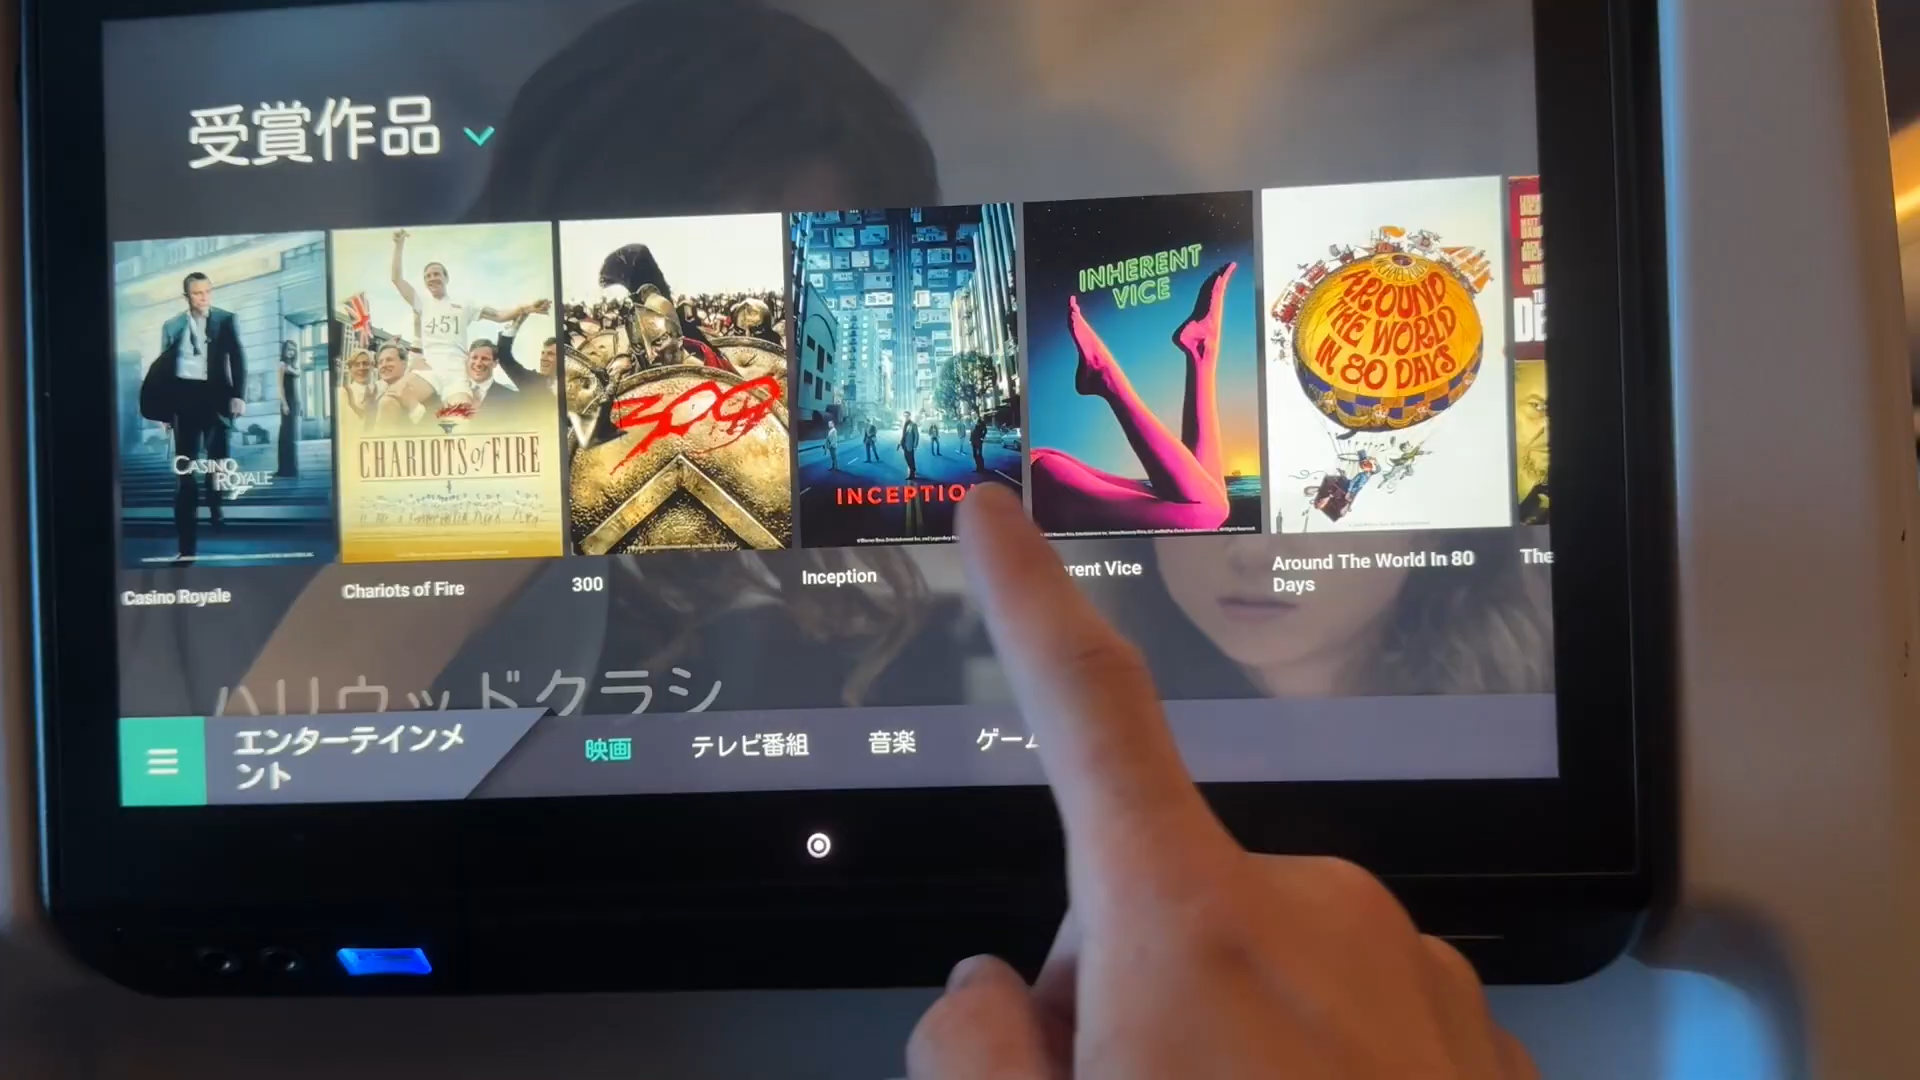 受賞作品
CASINO
ROYALE
451
CHARIOTS of FIRE
300
INCEPTIO
INHERENT
VICE
AROUND
THE WORLD
IN 80 DAYS
DE
Casino Royale
Chariots of Fire
300
Inception
rent Vice
Around The World In 80
Days
The
ハリウッドクラシ
エンターテインメ
ント
映画
テレビ番組
音楽
ゲーム